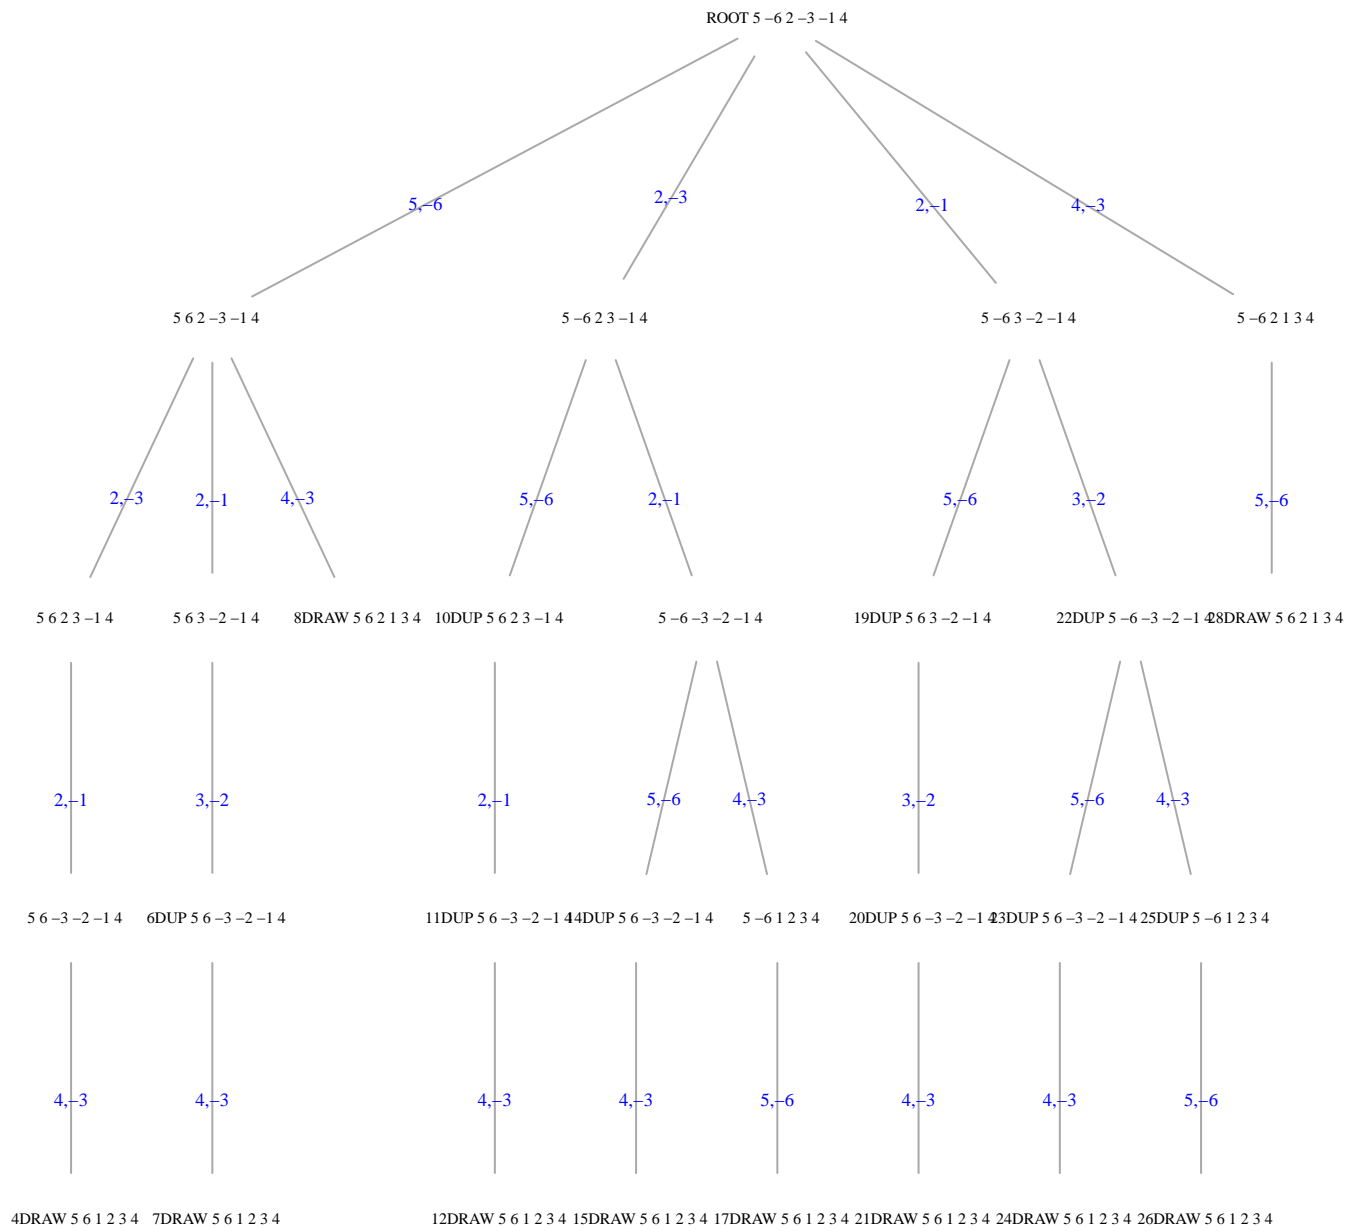 ROOT 5 −6 2 −3 −1 4
5,−6 2,−3 2,−1 4,−3
5 6 2 −3 −1 4 5 −6 2 3 −1 4 5 −6 3 −2 −1 4 5 −6 2 1 3 4
2,−3 2,−1 4,−3 5,−6 2,−1 5,−6 3,−2 5,−6
5 6 2 3 −1 4 5 6 3 −2 −1 4 8DRAW 5 6 2 1 3 4 10DUP 5 6 2 3 −1 4 5 −6 −3 −2 −1 4 19DUP 5 6 3 −2 −1 4 22DUP 5 −6 −3 −2 −1 4 28DRAW 5 6 2 1 3 4
2,−1 3,−2 2,−1 5,−6 4,−3 3,−2 5,−6 4,−3
5 6 −3 −2 −1 4 6DUP 5 6 −3 −2 −1 4 11DUP 5 6 −3 −2 −1 4 14DUP 5 6 −3 −2 −1 4 5 −6 1 2 3 4 20DUP 5 6 −3 −2 −1 4 23DUP 5 6 −3 −2 −1 4 25DUP 5 −6 1 2 3 4
4,−3 4,−3 4,−3 4,−3 5,−6 4,−3 4,−3 5,−6
4DRAW 5 6 1 2 3 4 7DRAW 5 6 1 2 3 4 12DRAW 5 6 1 2 3 4 15DRAW 5 6 1 2 3 4 17DRAW 5 6 1 2 3 4 21DRAW 5 6 1 2 3 4 24DRAW 5 6 1 2 3 4 26DRAW 5 6 1 2 3 4